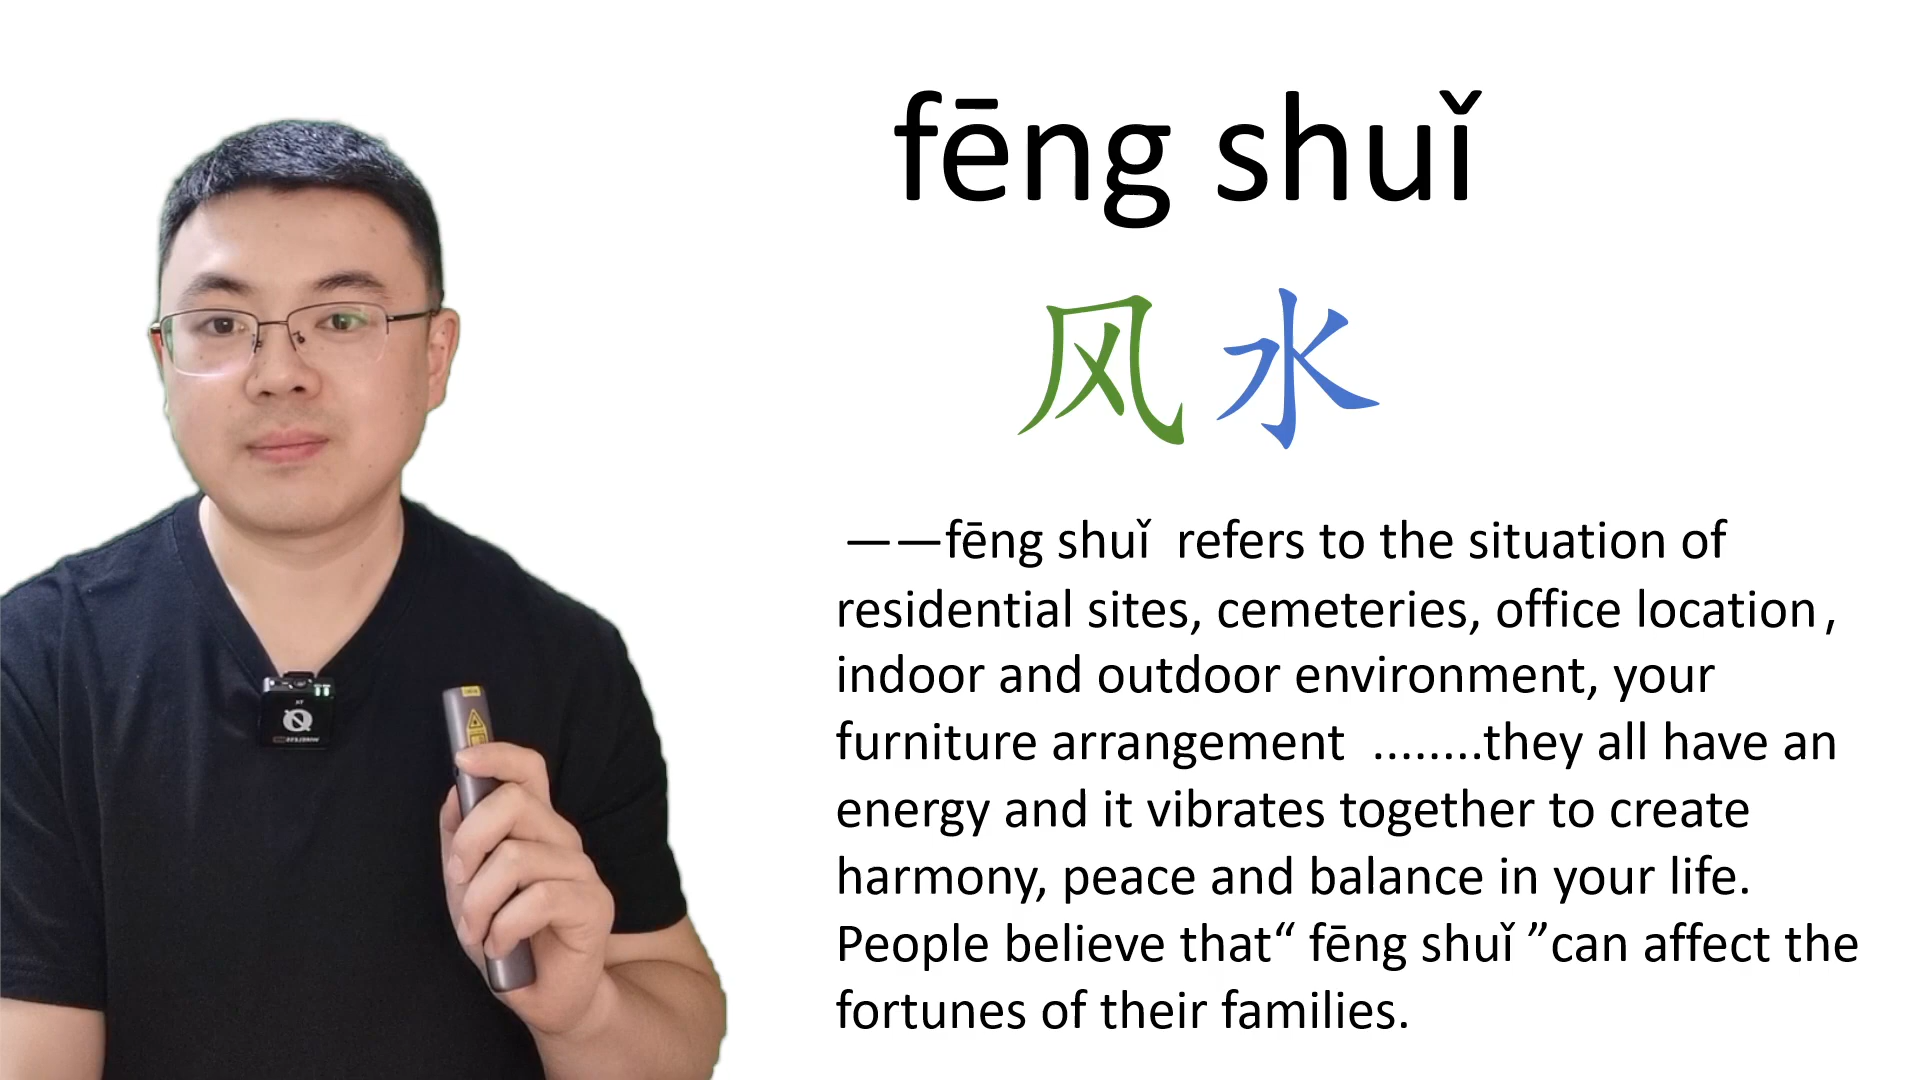 fēng shuǐ
风水
——fēng shuǐ refers to the situation of
residential sites, cemeteries, office location ,
indoor and outdoor environment, your
furniture arrangement ........they all have an
energy and it vibrates together to create
harmony, peace and balance in your life.
People believe that“ fēng shuǐ ”can affect the
fortunes of their families.